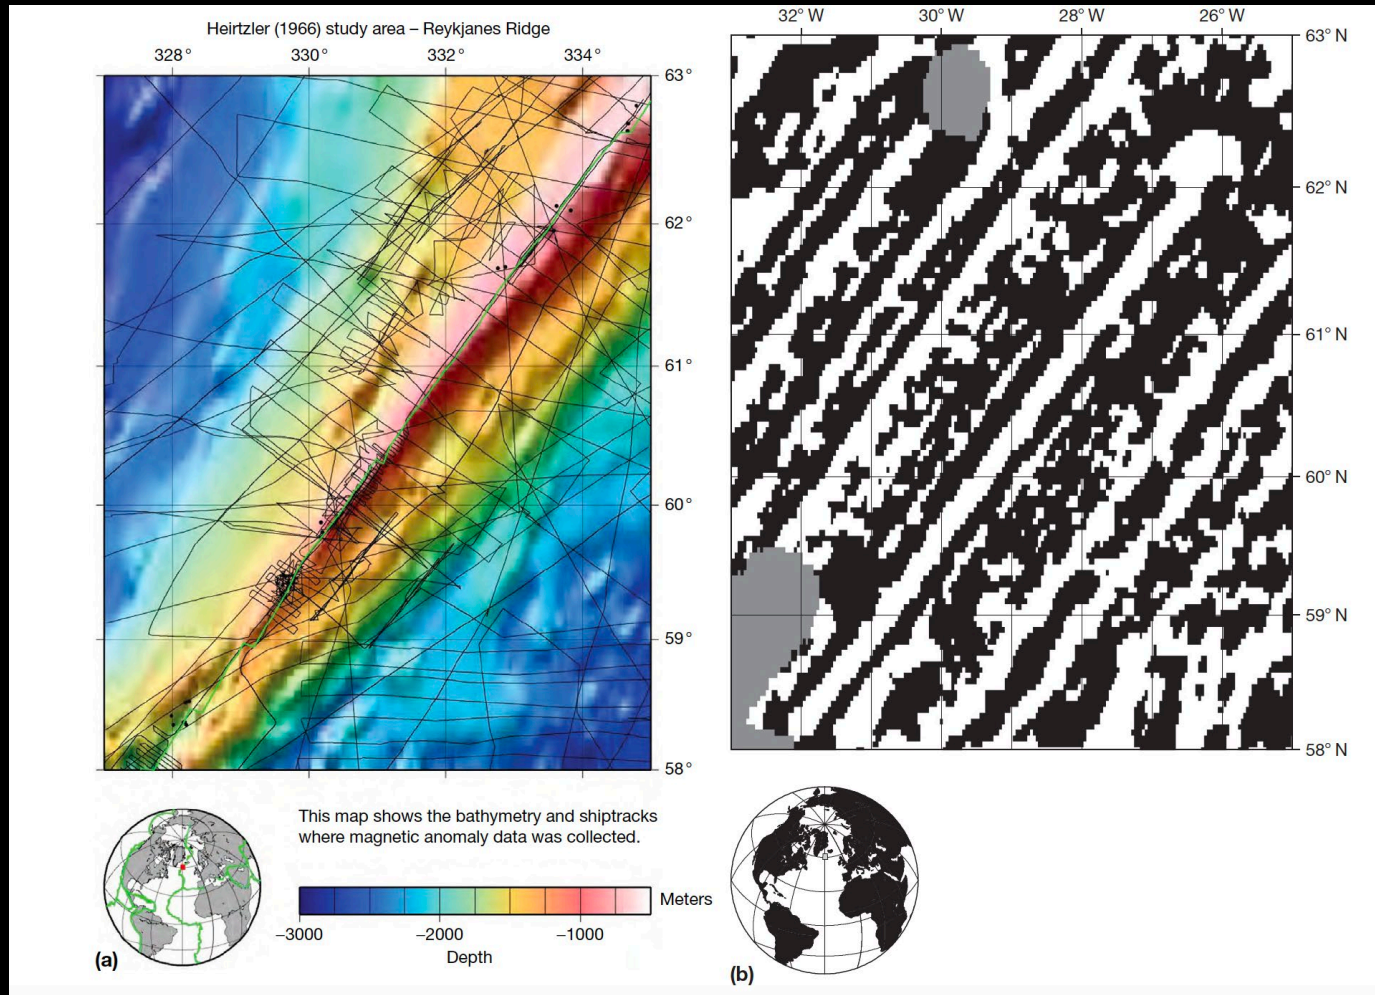 Heirtzler (1966) study area – Reykjanes Ridge
328° 330° 332° 334°
63°
62°
61°
60°
59°
58°
This map shows the bathymetry and shiptracks
where magnetic anomaly data was collected.
Meters
−3000 −2000 −1000
Depth
(a)
32° W 30° W 28° W 26° W
63° N
62° N
61° N
60° N
59° N
58° N
(b)